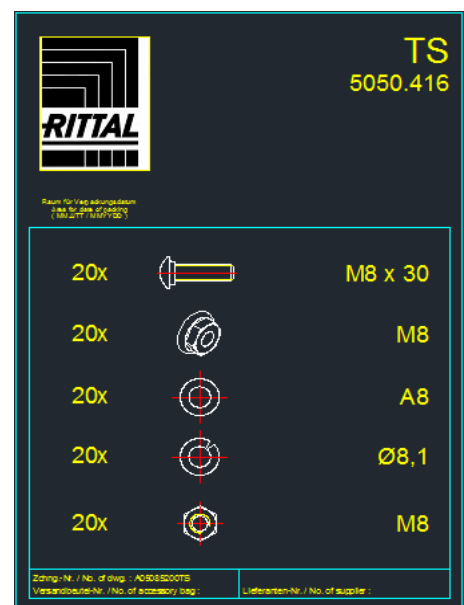 TS
5050.416
RITTAL
Raum für Verpackungsdatum
area for date of packing
20x M8 x 30
20x M8
20x A8
20x Ø8,1
20x M8
Zchng.-Nr. / No. of dwg. : A05085200TS
Versandbeutel-Nr. / No. of accessory bag :
Lieferanten-Nr. / No. of supplier :